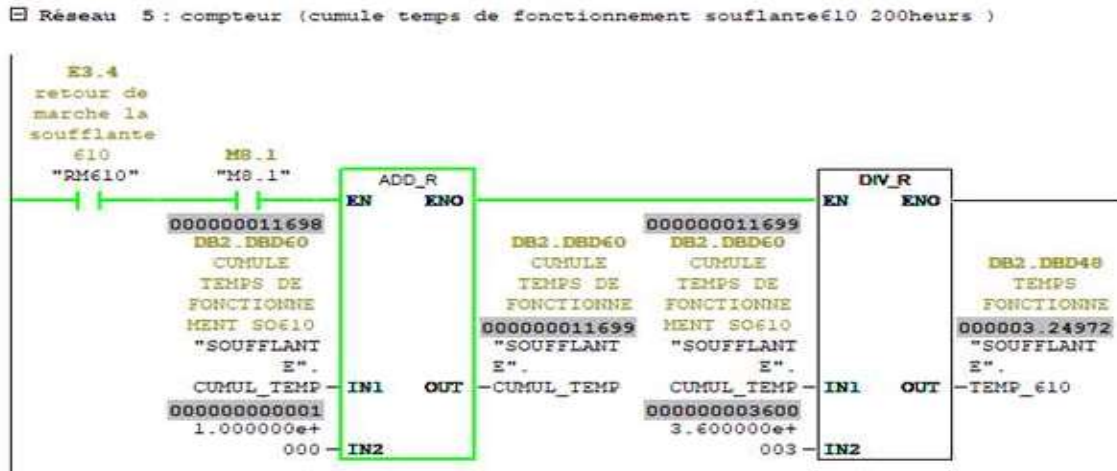 Réseau 5 : compteur (cumule temps de fonctionnement souflante610 200heurs )
E3.4
retour de
marche la
soufflante
610
"RM610"
M8.1
"M8.1"
ADD_R
EN ENO
000000011698
DB2.DBD60
CUMULE
TEMPS DE
FONCTIONNE
MENT SO610
"SOUFFLANT
E".
CUMUL_TEMP
IN1 OUT
000000000001
1.000000e+
000
IN2
DB2.DBD60
CUMULE
TEMPS DE
FONCTIONNE
000000011699
"SOUFFLANT
E".
CUMUL_TEMP
000000011699
DB2.DBD60
CUMULE
TEMPS DE
FONCTIONNE
MENT SO610
"SOUFFLANT
E".
CUMUL_TEMP
000000003600
3.600000e+
003
DIV_R
EN ENO
IN1 OUT
IN2
DB2.DBD48
TEMPS
FONCTIONNE
000003.24972
"SOUFFLANT
E".
TEMP_610